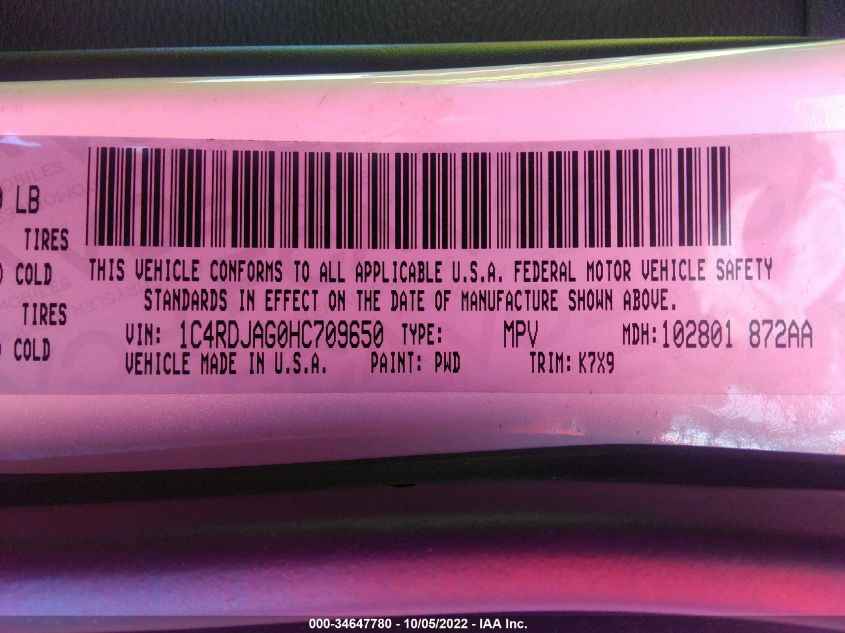 LB
TIRES
COLD
TIRES
COLD
THIS VEHICLE CONFORMS TO ALL APPLICABLE U.S.A. FEDERAL MOTOR VEHICLE SAFETY
STANDARDS IN EFFECT ON THE DATE OF MANUFACTURE SHOWN ABOVE.
VIN: 1C4RDJAG0HC709650 TYPE: MPV MDH:102801 872AA
VEHICLE MADE IN U.S.A. PAINT: PWD TRIM: K7X9
000-34647780 - 10/05/2022 - IAA Inc.